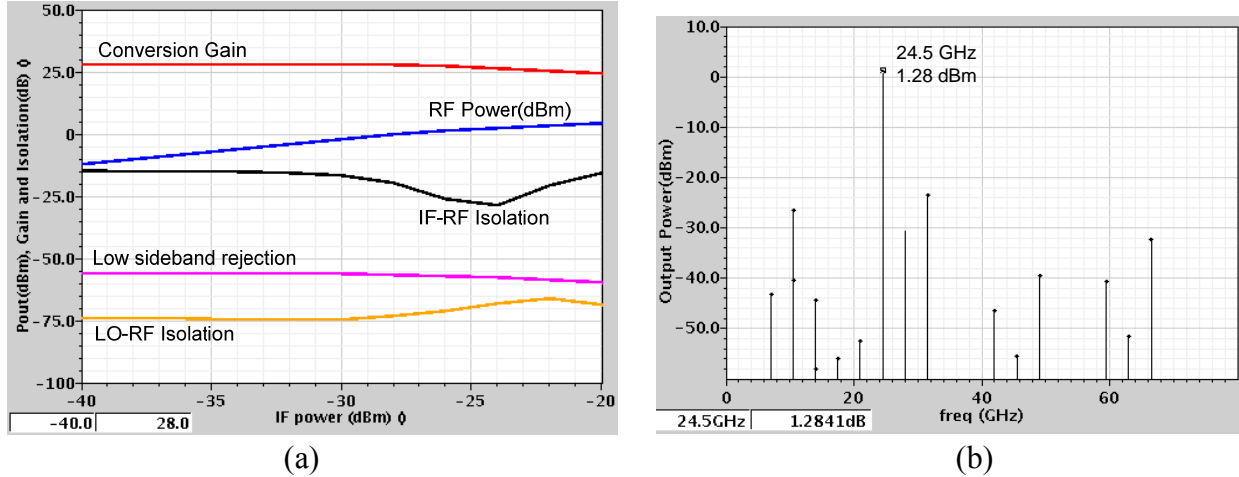 50.0
25.0
0
-25.0
-50.0
-75.0
-100
Pout(dBm), Gain and Isolation(dB) ϕ
Conversion Gain
RF Power(dBm)
IF-RF Isolation
Low sideband rejection
LO-RF Isolation
-40 -35 -30 -25 -20
IF power (dBm) ϕ
-40.0 28.0
(a)
10.0
0
-10.0
-20.0
-30.0
-40.0
-50.0
Output Power(dBm)
24.5 GHz
1.28 dBm
0 20 40 60
freq (GHz)
24.5GHz 1.2841dB
(b)